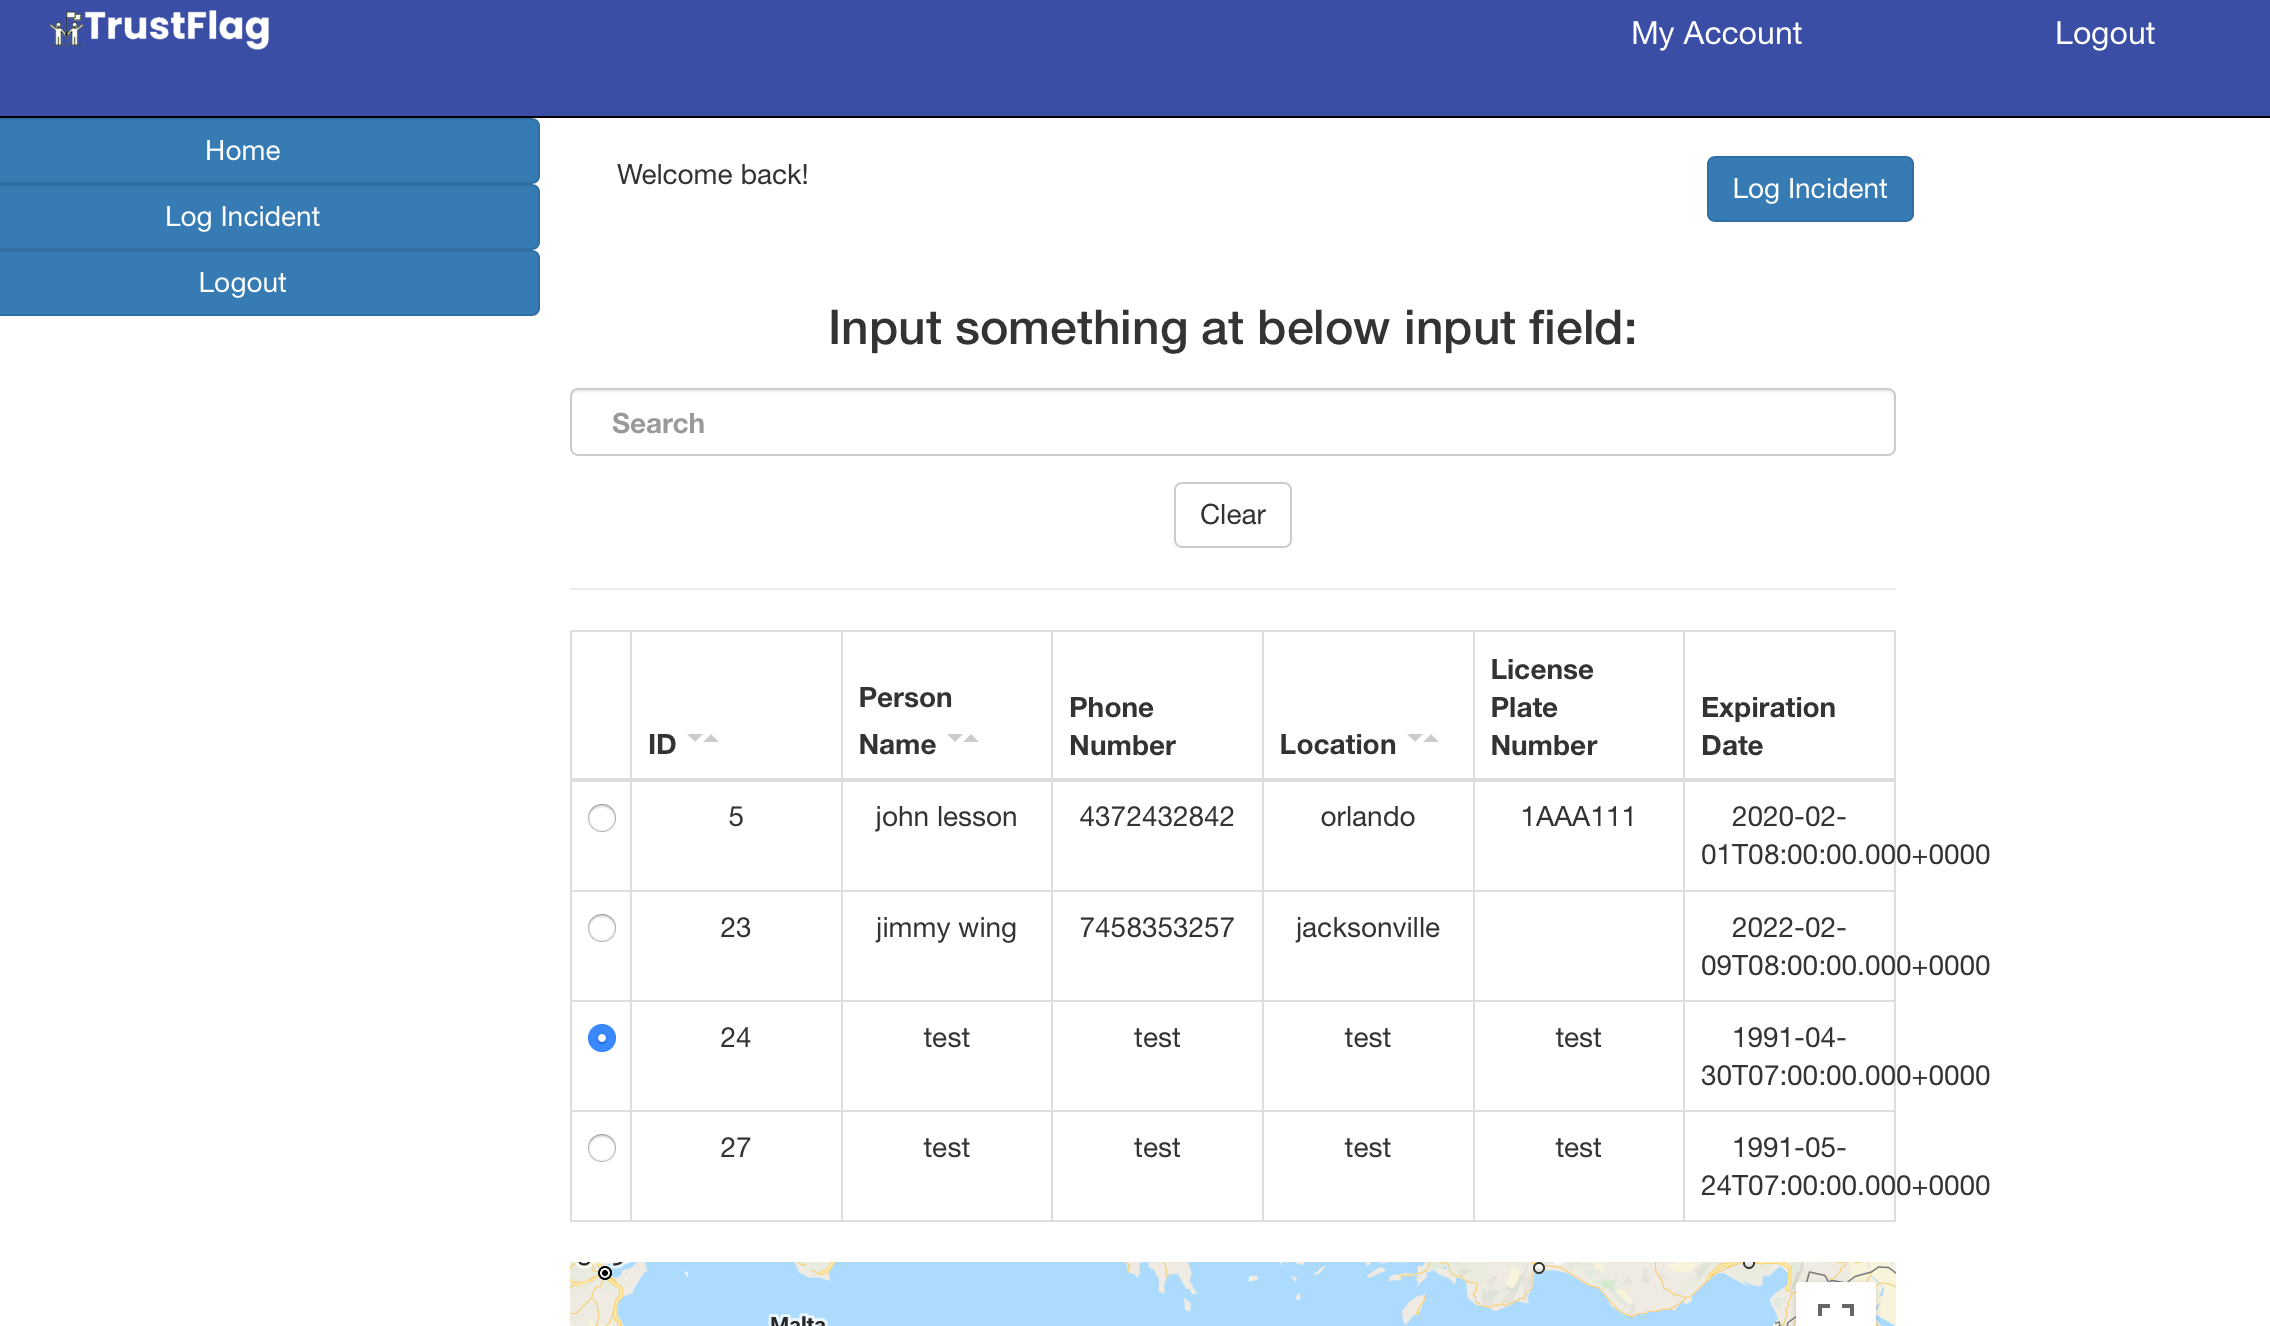 TrustFlag
My Account
Logout
Home
Log Incident
Logout
Welcome back!
Log Incident
Input something at below input field:
Search
Clear
ID
Person
Name
Phone
Number
Location
License
Plate
Number
Expiration
Date
5
john lesson
4372432842
orlando
1AAA111
2020-02-
01T08:00:00.000+0000
23
jimmy wing
7458353257
jacksonville
2022-02-
09T08:00:00.000+0000
24
test
test
test
test
1991-04-
30T07:00:00.000+0000
27
test
test
test
test
1991-05-
24T07:00:00.000+0000
Malta